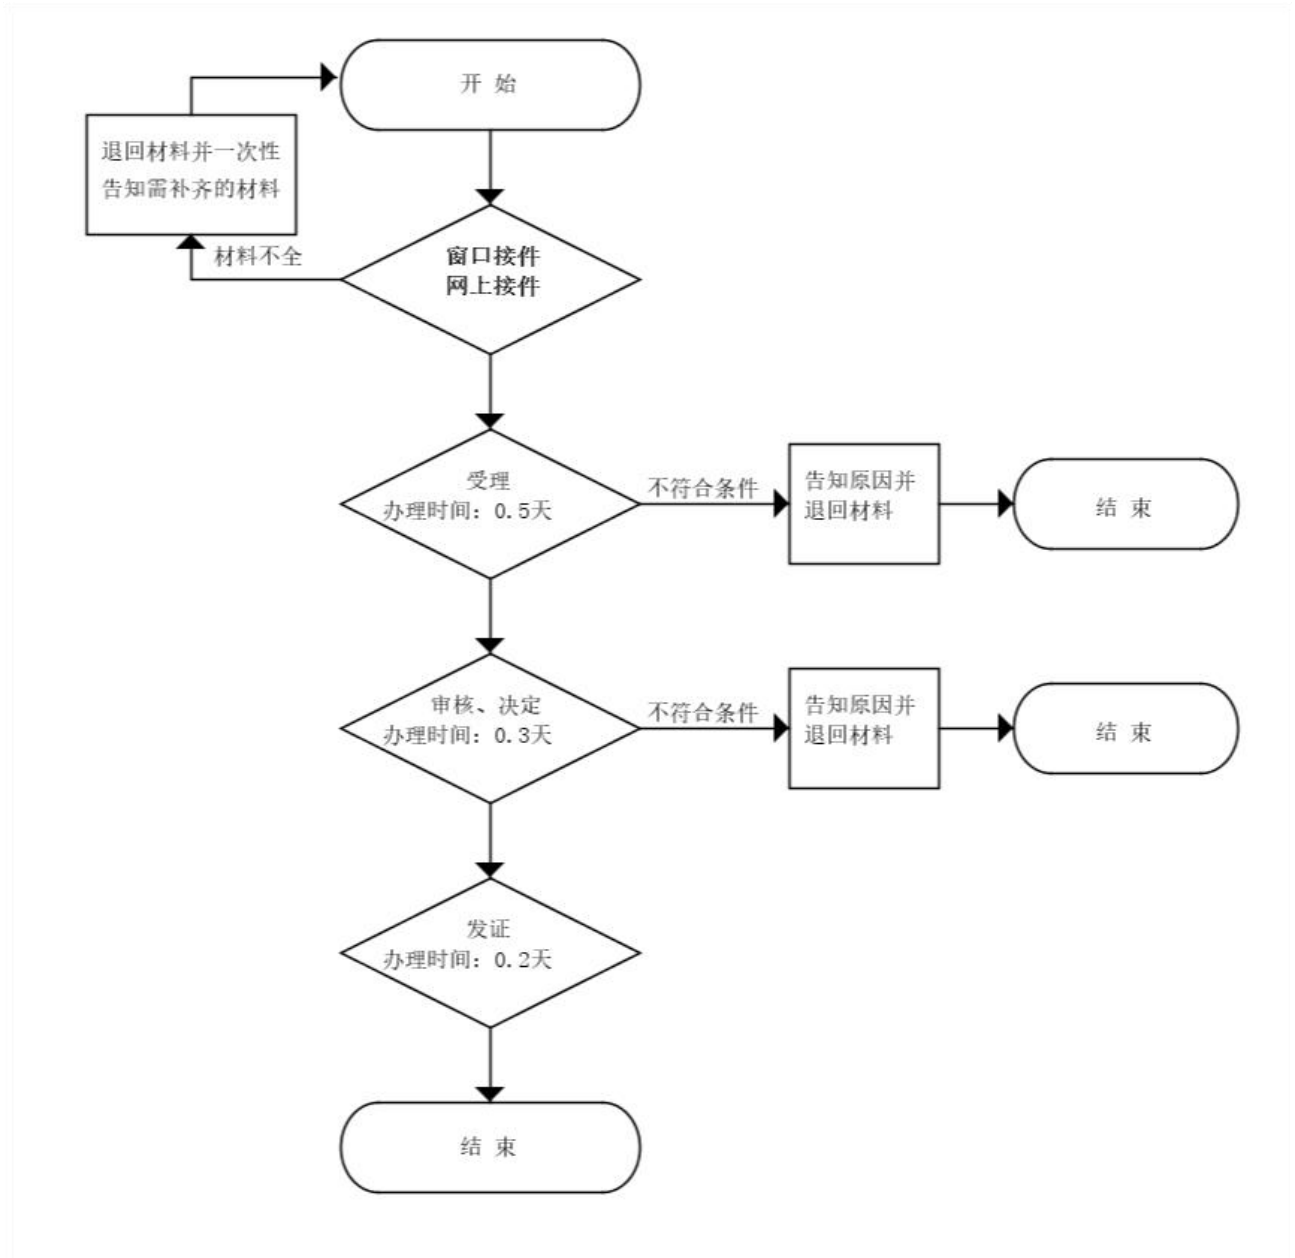 开 始
退回材料并一次性
告知需补齐的材料
材料不全
窗口接件
网上接件
受理
办理时间：0.5天
不符合条件
告知原因并
退回材料
结 束
审核、决定
办理时间：0.3天
不符合条件
告知原因并
退回材料
结 束
发证
办理时间：0.2天
结 束